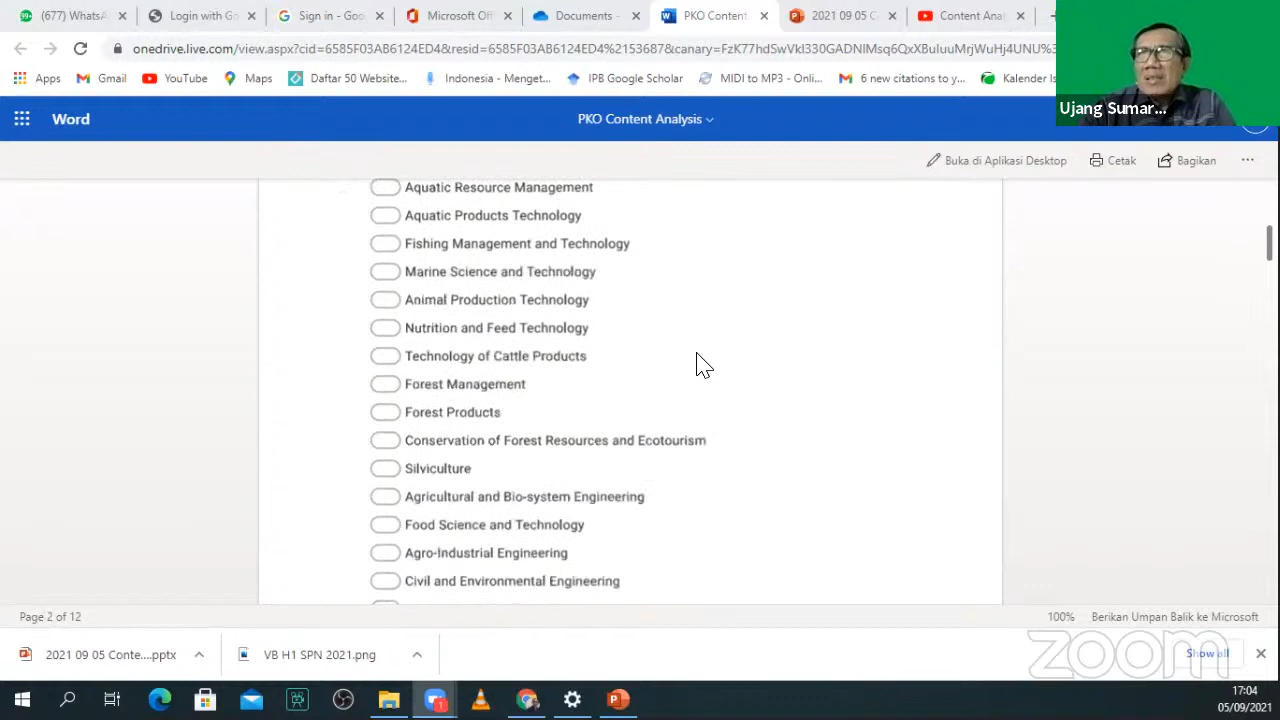 (677) WhatsA
Login with Go
Sign in - Goo
Microsoft Off
Documents -
PKO Content
2021 09 05 C
Content Ana
onedrive.live.com/view.aspx?cid=6585F03AB6124ED4&resid=6585F03AB6124ED4%2153687&canary=
Apps
Gmail
YouTube
Maps
Daftar 50 Website...
Indonesia - Menget...
IPB Google Scholar
MIDI to MP3 - Onli...
6 new citations to y...
Kalender Is
Ujang Sumar...
Word
PKO Content Analysis
Buka di Aplikasi Desktop
Cetak
Bagikan
Aquatic Resource Management
Aquatic Products Technology
Fishing Management and Technology
Marine Science and Technology
Animal Production Technology
Nutrition and Feed Technology
Technology of Cattle Products
Forest Management
Forest Products
Conservation of Forest Resources and Ecotourism
Silviculture
Agricultural and Bio-system Engineering
Food Science and Technology
Agro-Industrial Engineering
Civil and Environmental Engineering
Page 2 of 12
100%
Berikan Umpan Balik ke Microsoft
2021 09 05 Conte....pptx
VB H1 SPN 2021.png
Show all
zoom
17:04
05/09/2021